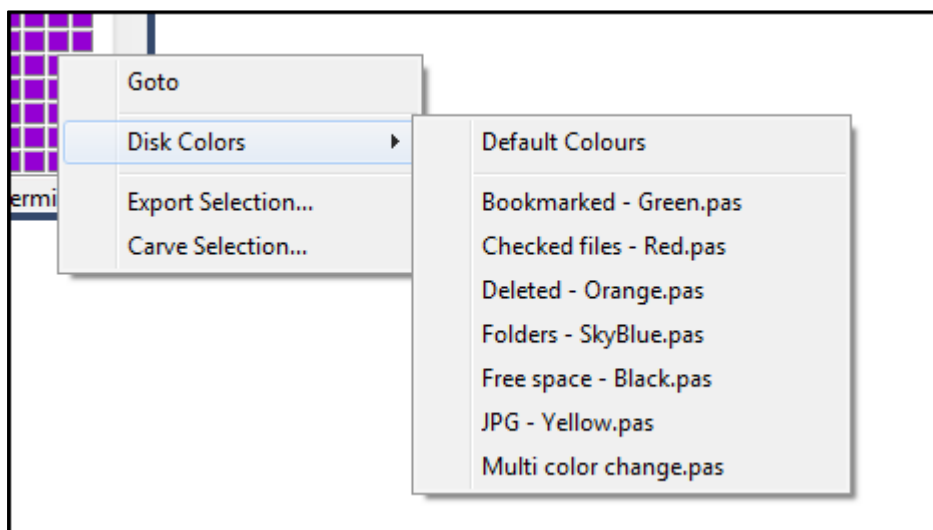 Goto
Disk Colors
Export Selection...
Carve Selection...
Default Colours
Bookmarked - Green.pas
Checked files - Red.pas
Deleted - Orange.pas
Folders - SkyBlue.pas
Free space - Black.pas
JPG - Yellow.pas
Multi color change.pas